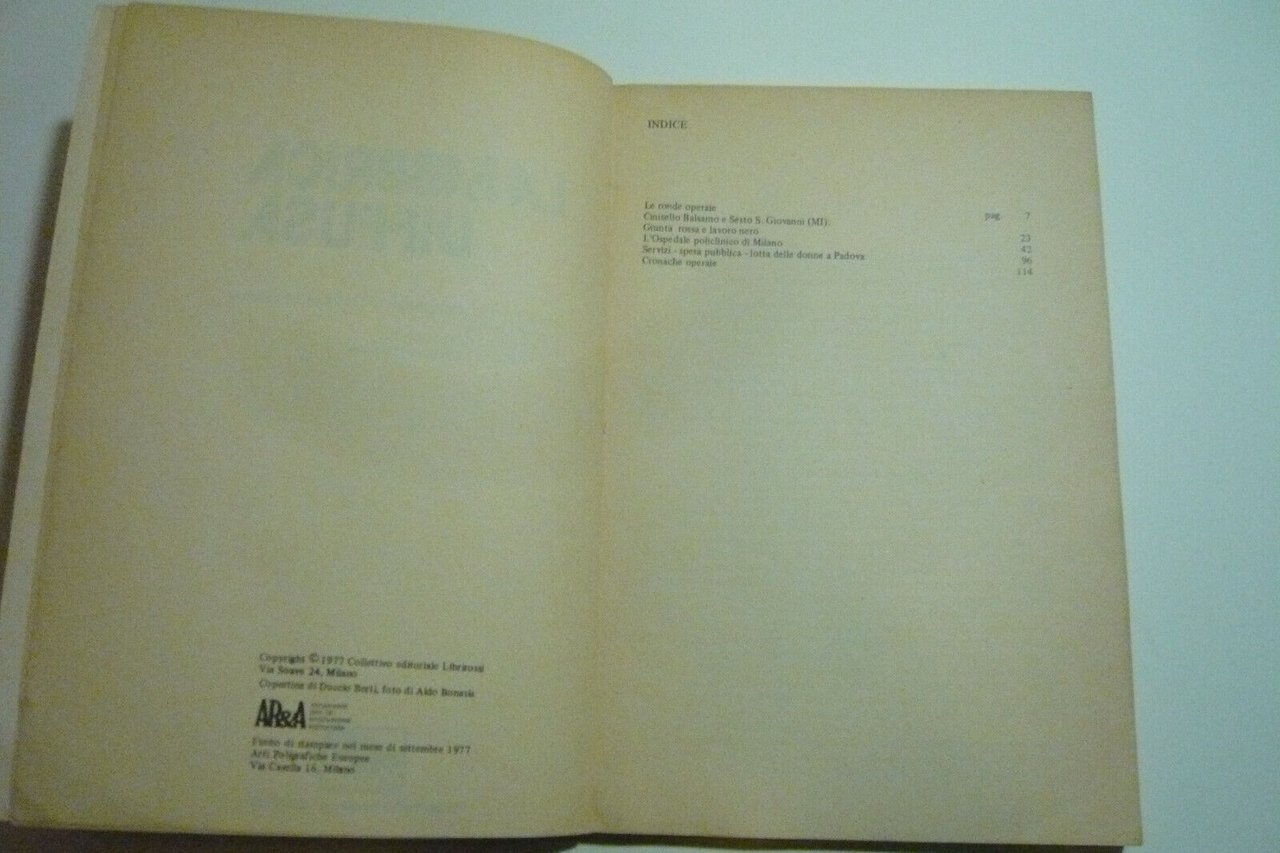 Copyright © 1977 Collettivo editoriale Librirossi
Via Soave 24, Milano
Copertina di Duccio Berti, foto di Aldo Bonasia
AR&A
Finito di stampare nel mese di settembre 1977
Arti Poligrafiche Europee
Via Casella 16, Milano
INDICE
Le ronde operaie pag. 7
Cinisello Balsamo e Sesto S. Giovanni (MI):
Giunta rossa e lavoro nero 23
L'Ospedale policlinico di Milano 42
Servizi - spesa pubblica - lotta delle donne a Padova 96
Cronache operaie 114